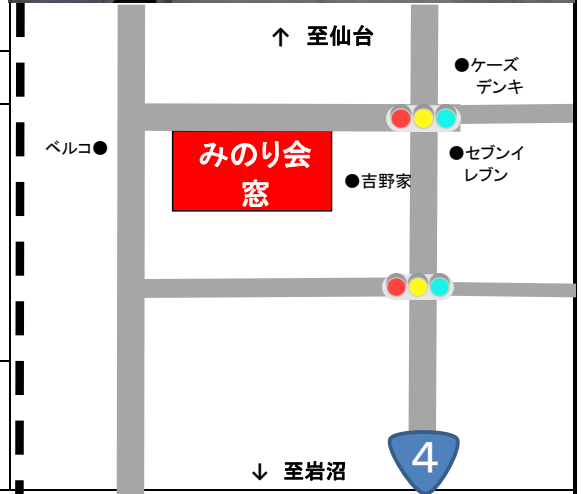 ↑ 至仙台
●ケーズ
デンキ
ベルコ●
みのり会
窓
●セブンイ
レブン
●吉野家
4
↓ 至岩沼